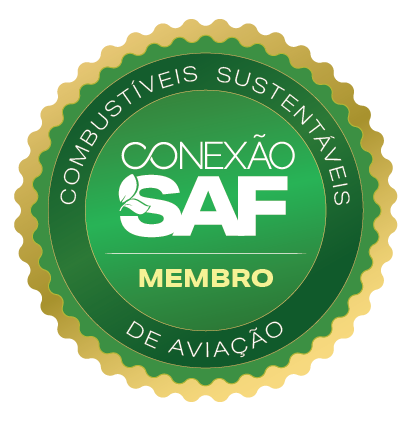 COMBUSTÍVEIS SUSTENTÁVEIS
CONEXÃO
SAF
MEMBRO
DE AVIAÇÃO